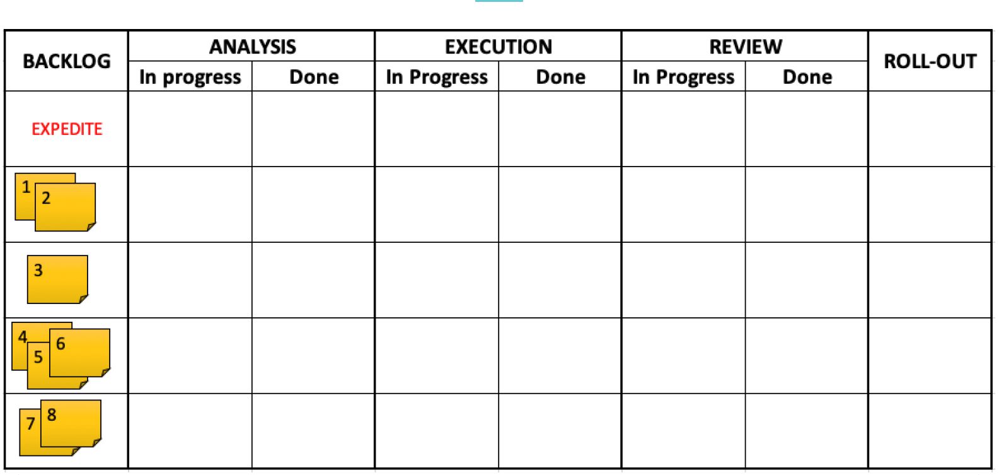 BACKLOG
ANALYSIS
EXECUTION
REVIEW
ROLL-OUT
In progress
Done
In Progress
Done
In Progress
Done
EXPEDITE
1
2
3
4
5
6
7
8